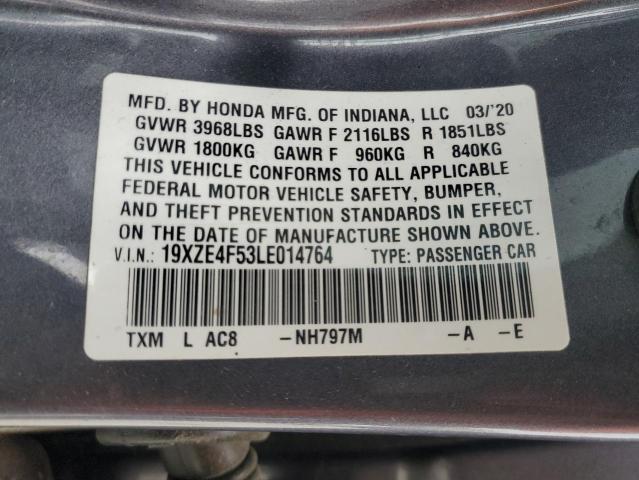 MFD. BY HONDA MFG. OF INDIANA, LLC 03/'20
GVWR 3968LBS GAWR F 2116LBS R 1851LBS
GVWR 1800KG GAWR F 960KG R 840KG
THIS VEHICLE CONFORMS TO ALL APPLICABLE
FEDERAL MOTOR VEHICLE SAFETY, BUMPER,
AND THEFT PREVENTION STANDARDS IN EFFECT
ON THE DATE OF MANUFACTURE SHOWN ABOVE.
V.I.N.: 19XZE4F53LE014764 TYPE: PASSENGER CAR
TXM L AC8 -NH797M -A -E